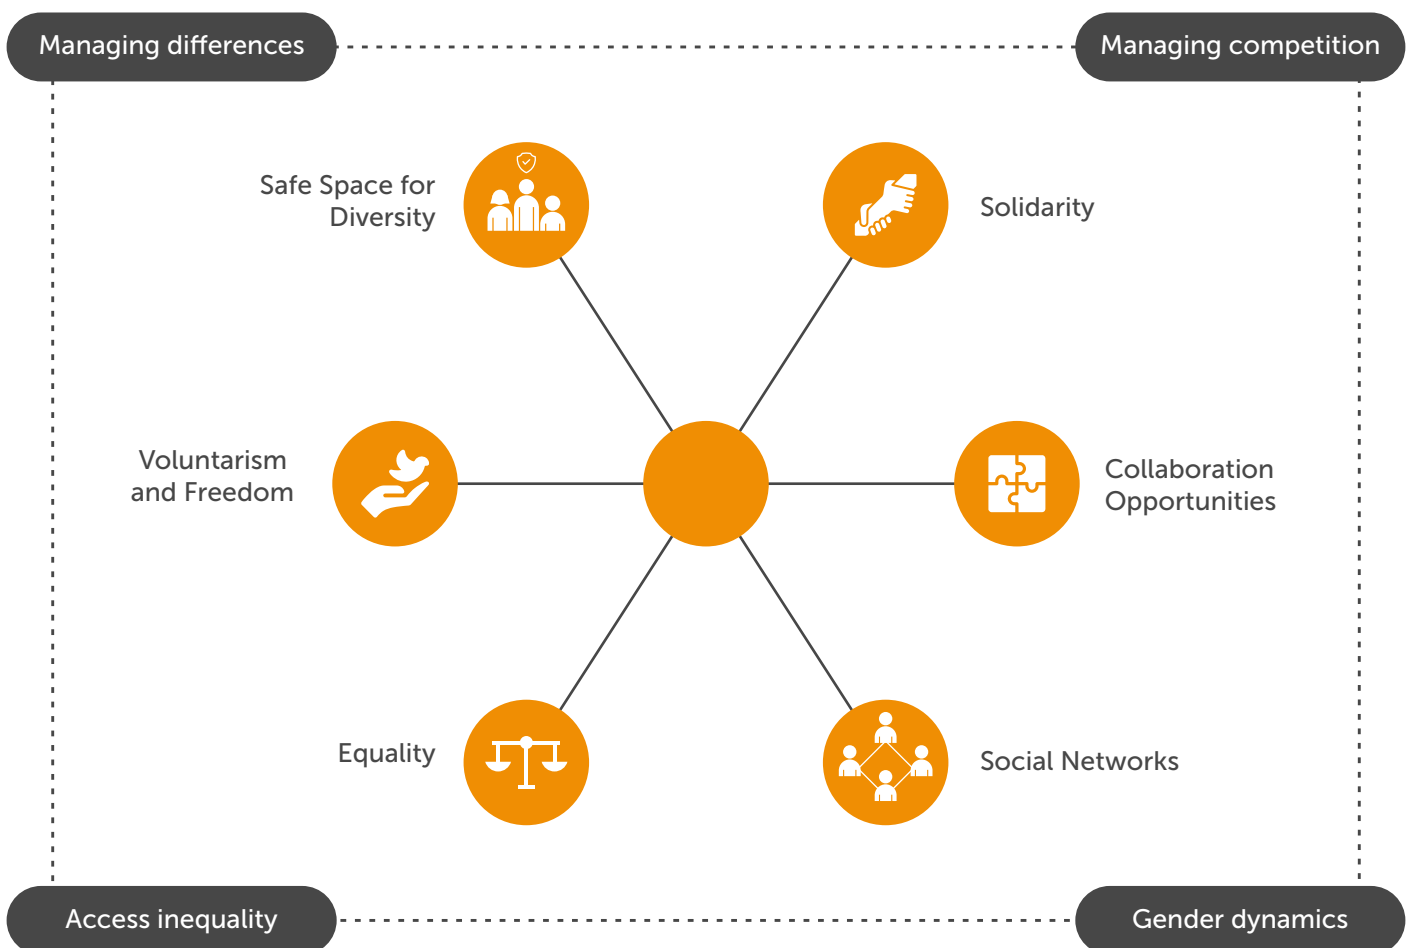 Managing differences
Managing competition
Safe Space for
Diversity
Solidarity
Voluntarism
and Freedom
Collaboration
Opportunities
Equality
Social Networks
Access inequality
Gender dynamics